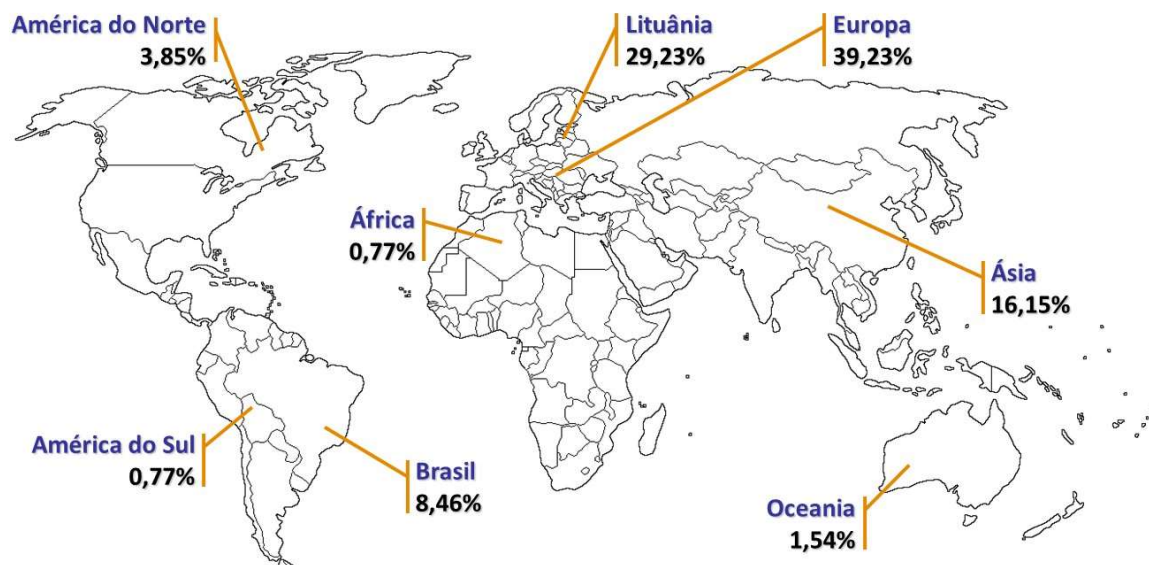 América do Norte
3,85%
Lituânia
29,23%
Europa
39,23%
África
0,77%
Ásia
16,15%
América do Sul
0,77%
Brasil
8,46%
Oceania
1,54%